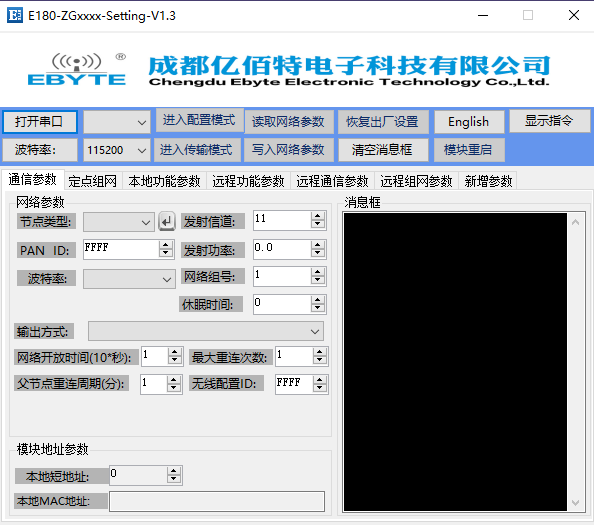 E180-ZGxxxx-Setting-V1.3
EBYTE ®
成都亿佰特电子科技有限公司
Chengdu Ebyte Electronic Technology Co.,Ltd.
打开串口 进入配置模式 读取网络参数 恢复出厂设置 English 显示指令
波特率: 115200 进入传输模式 写入网络参数 清空消息框 模块重启
通信参数 定点组网 本地功能参数 远程功能参数 远程通信参数 远程组网参数 新增参数
网络参数 消息框
节点类型: 发射信道: 11
PAN ID: FFFF 发射功率: 0.0
波特率: 网络组号: 1
休眠时间: 0
输出方式:
网络开放时间(10*秒): 1 最大重连次数: 1
父节点重连周期(分): 1 无线配置ID: FFFF
模块地址参数
本地短地址: 0
本地MAC地址: